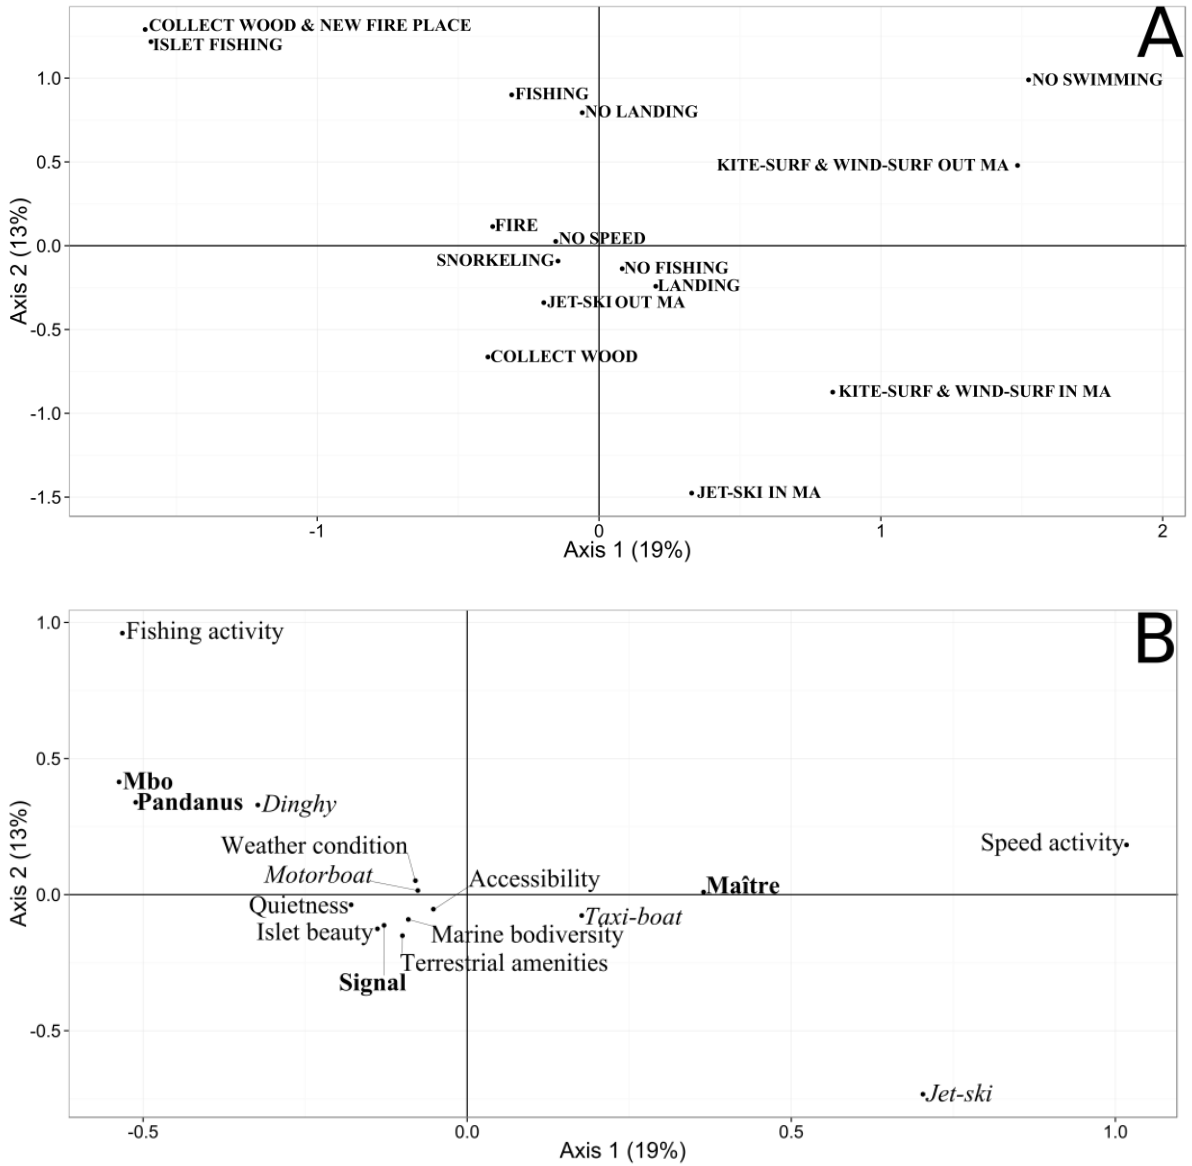 A
COLLECT WOOD & NEW FIRE PLACE
ISLET FISHING
1.0
NO SWIMMING
FISHING
NO LANDING
0.5
KITE-SURF & WIND-SURF OUT MA
FIRE
NO SPEED
0.0
SNORKELING
NO FISHING
LANDING
JET-SKI OUT MA
-0.5
COLLECT WOOD
KITE-SURF & WIND-SURF IN MA
-1.0
JET-SKI IN MA
-1.5
Axis 2 (13%)
-1 0 1 2
Axis 1 (19%)
B
1.0
Fishing activity
0.5
Mbo
Pandanus
Dinghy
Weather condition
Speed activity
Motorboat
Accessibility
Maître
0.0
Quietness
Taxi-boat
Islet beauty
Marine bodiversity
Terrestrial amenities
Signal
-0.5
Jet-ski
Axis 2 (13%)
-0.5 0.0 0.5 1.0
Axis 1 (19%)